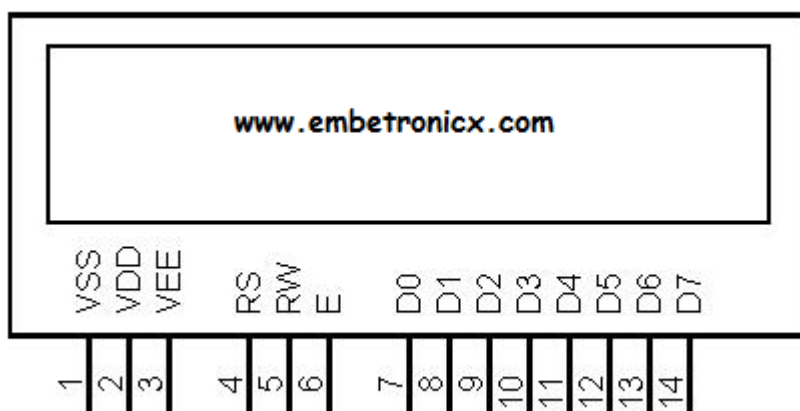 www.embetronicx.com
VSS VDD VEE RS RW E D0 D1 D2 D3 D4 D5 D6 D7
1 2 3 4 5 6 7 8 9 10 11 12 13 14